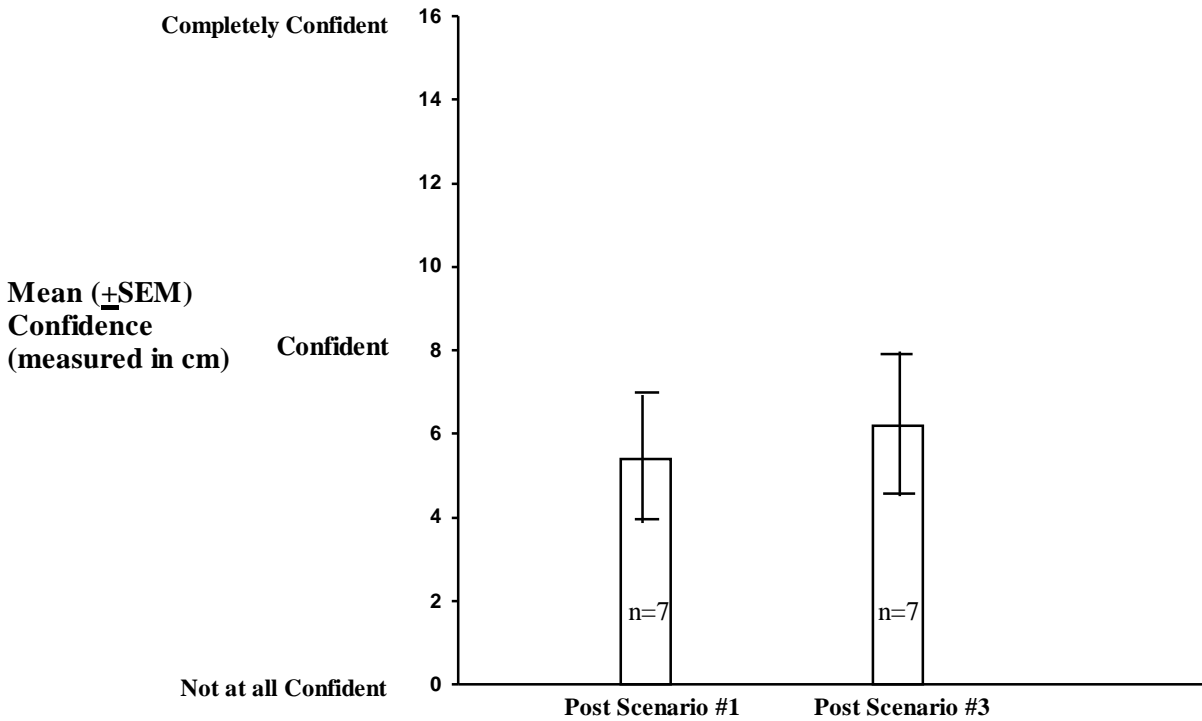 Completely Confident
16
14
12
10
Mean (±SEM)
Confidence
(measured in cm)
Confident
8
6
4
2
n=7
n=7
Not at all Confident
0
Post Scenario #1
Post Scenario #3